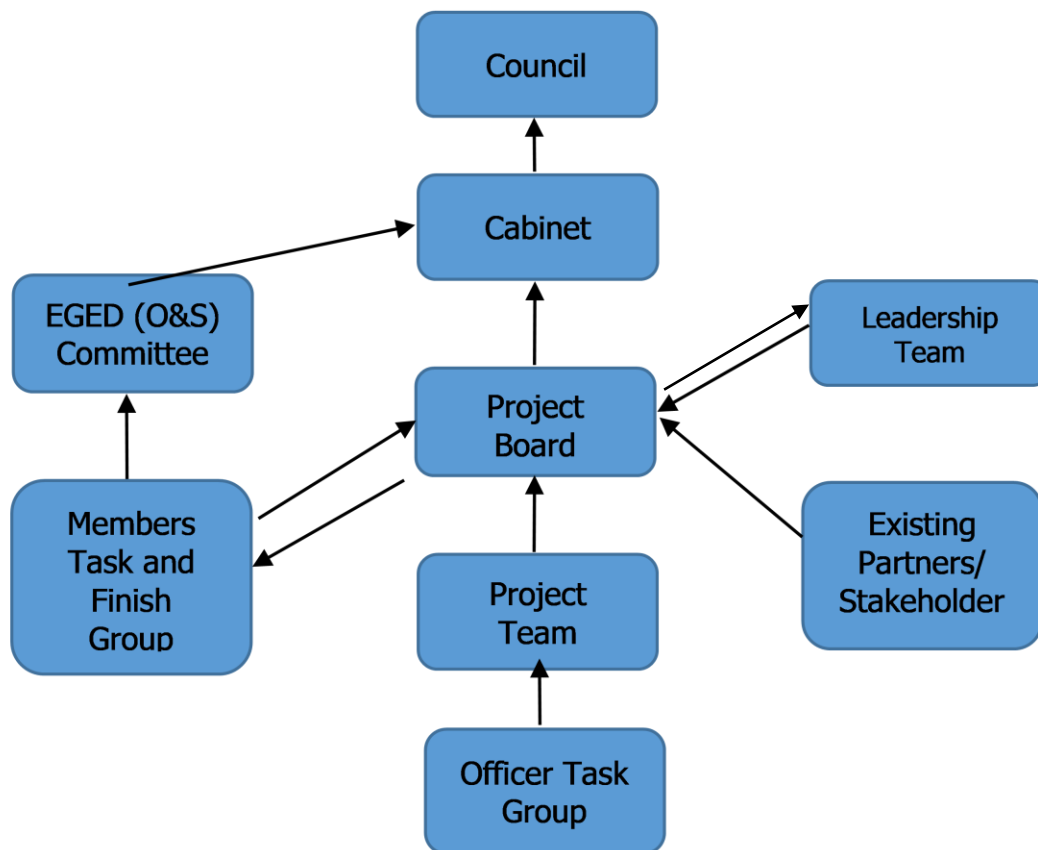 Council
Cabinet
EGED (O&S)
Committee
Leadership
Team
Project
Board
Members
Task and
Finish
Group
Existing
Partners/
Stakeholder
Project
Team
Officer Task
Group